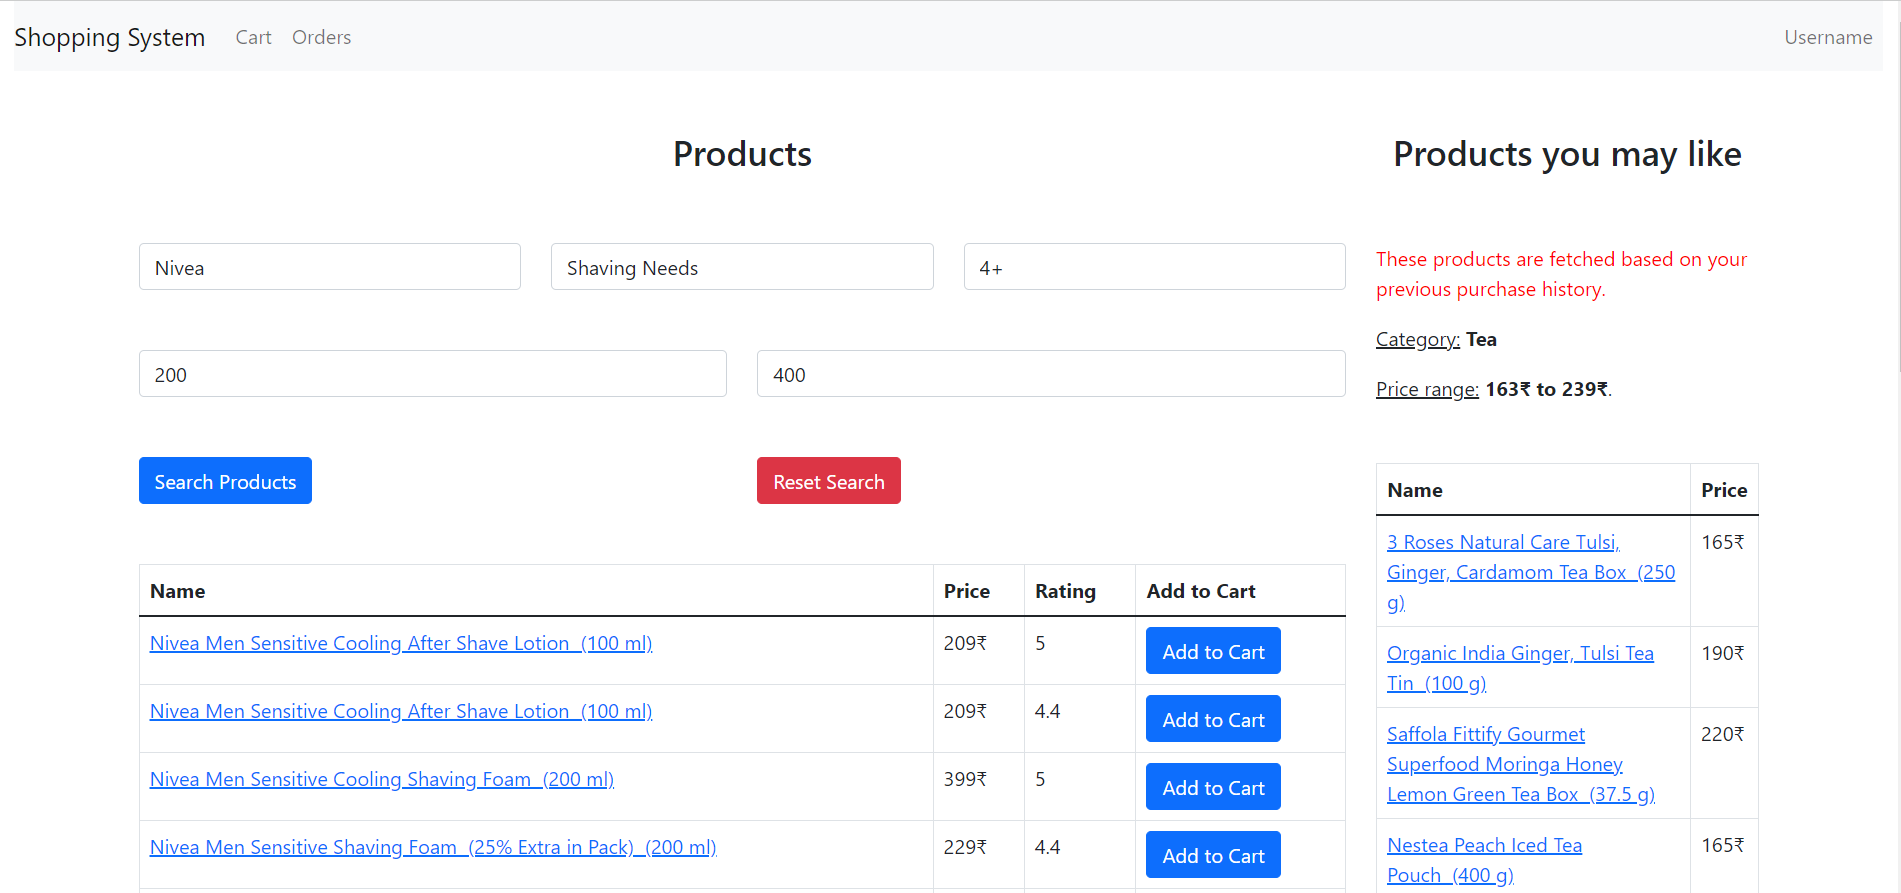 Shopping System Cart Orders Username
Products
Nivea Shaving Needs 4+
200 400
Search Products Reset Search
Name Price Rating Add to Cart
Nivea Men Sensitive Cooling After Shave Lotion  (100 ml) 209₹ 5 Add to Cart
Nivea Men Sensitive Cooling After Shave Lotion  (100 ml) 209₹ 4.4 Add to Cart
Nivea Men Sensitive Cooling Shaving Foam  (200 ml) 399₹ 5 Add to Cart
Nivea Men Sensitive Shaving Foam  (25% Extra in Pack)  (200 ml) 229₹ 4.4 Add to Cart
Products you may like
These products are fetched based on your
previous purchase history.
Category: Tea
Price range: 163₹ to 239₹.
Name Price
3 Roses Natural Care Tulsi, 165₹
Ginger, Cardamom Tea Box  (250
g)
Organic India Ginger, Tulsi Tea 190₹
Tin  (100 g)
Saffola Fittify Gourmet 220₹
Superfood Moringa Honey
Lemon Green Tea Box  (37.5 g)
Nestea Peach Iced Tea 165₹
Pouch  (400 g)